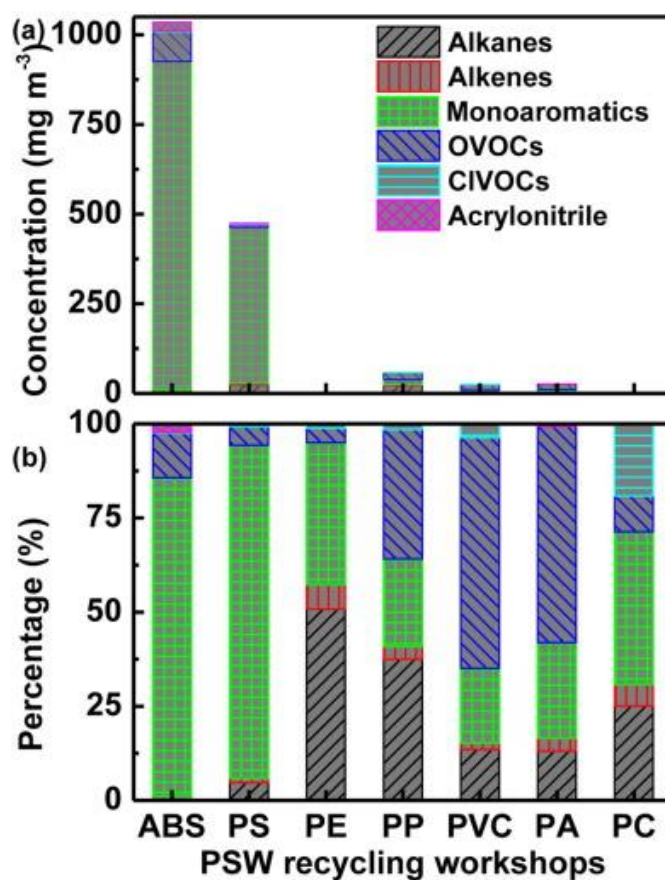 (a)
Concentration (mg m⁻³)
1000
750
500
250
0
Alkanes
Alkenes
Monoaromatics
OVOCs
ClVOCs
Acrylonitrile
(b)
Percentage (%)
100
75
50
25
0
ABS PS PE PP PVC PA PC
PSW recycling workshops